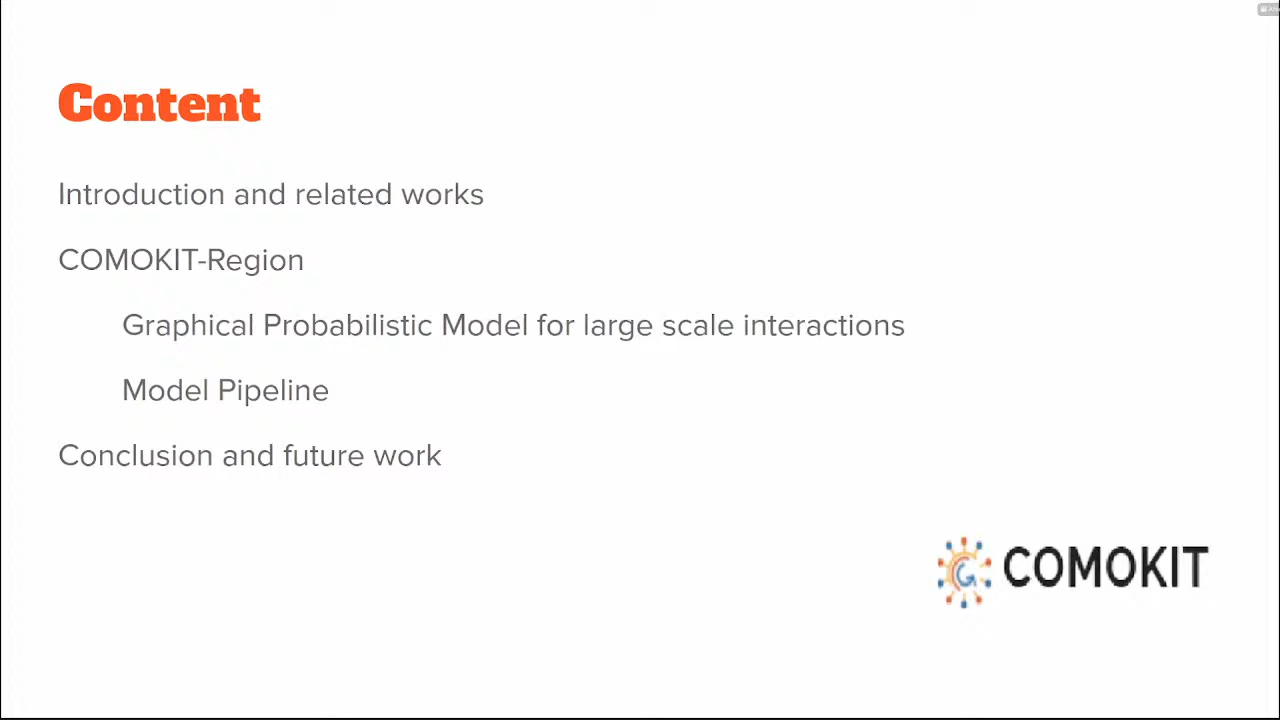 Content
Introduction and related works
COMOKIT-Region
Graphical Probabilistic Model for large scale interactions
Model Pipeline
Conclusion and future work
COMOKIT